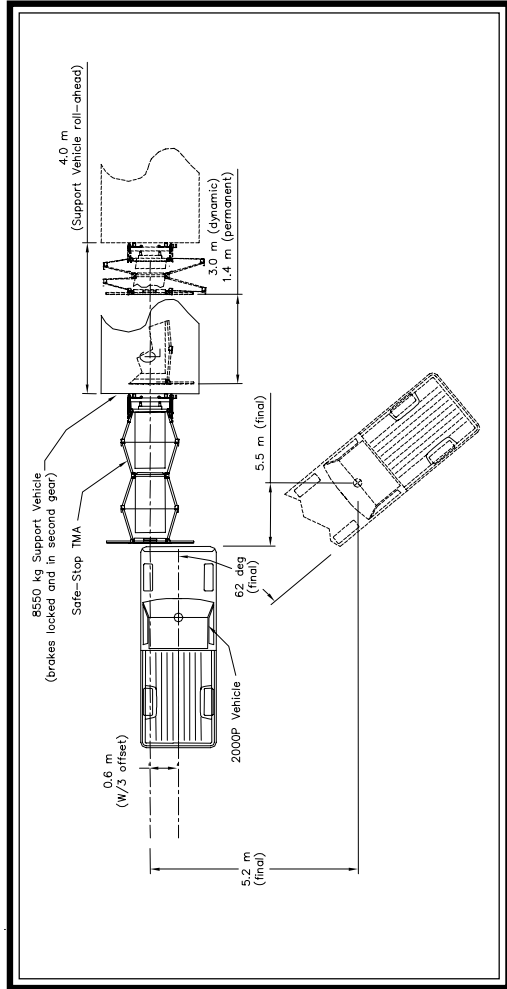 8550 kg Support Vehicle
(brakes locked and in second gear)
Safe-Stop TMA
4.0 m
(Support Vehicle roll-ahead)
3.0 m (dynamic)
1.4 m (permanent)
0.6 m
(W/3 offset)
2000P Vehicle
62 deg
(final)
5.5 m (final)
5.2 m
(final)